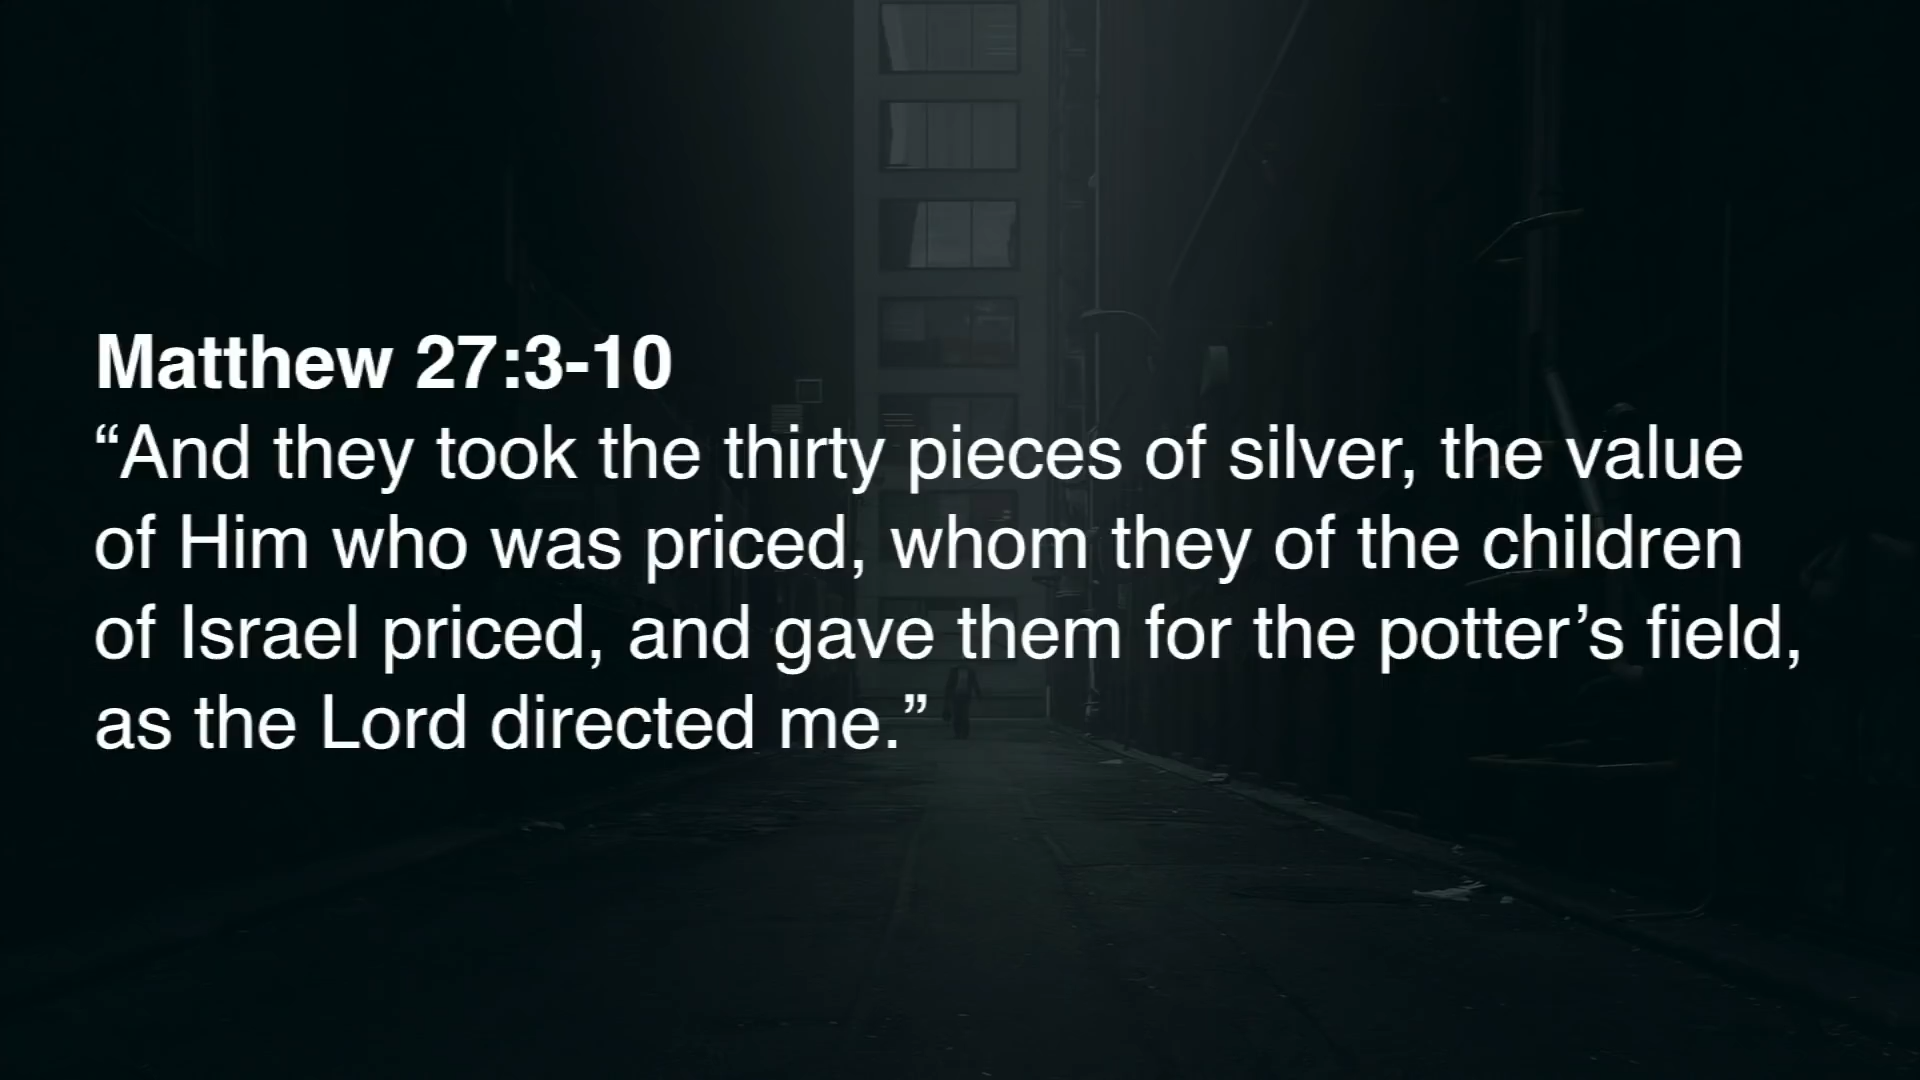 Matthew 27:3-10
“And they took the thirty pieces of silver, the value
of Him who was priced, whom they of the children
of Israel priced, and gave them for the potter’s field,
as the Lord directed me.”